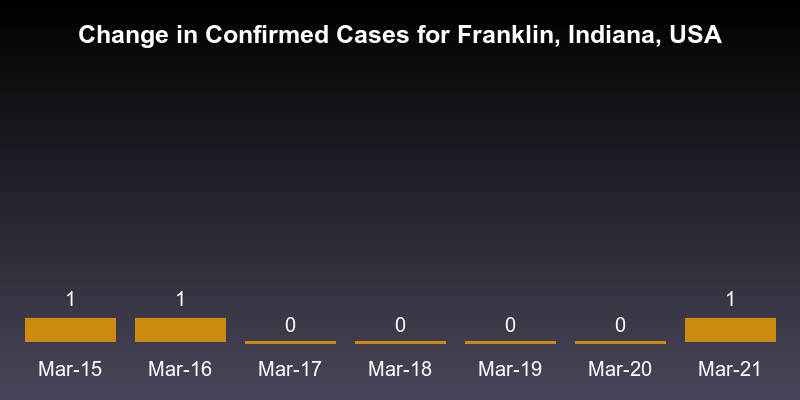 Change in Confirmed Cases for Franklin, Indiana, USA
1 1 0 0 0 0 1
Mar-15 Mar-16 Mar-17 Mar-18 Mar-19 Mar-20 Mar-21